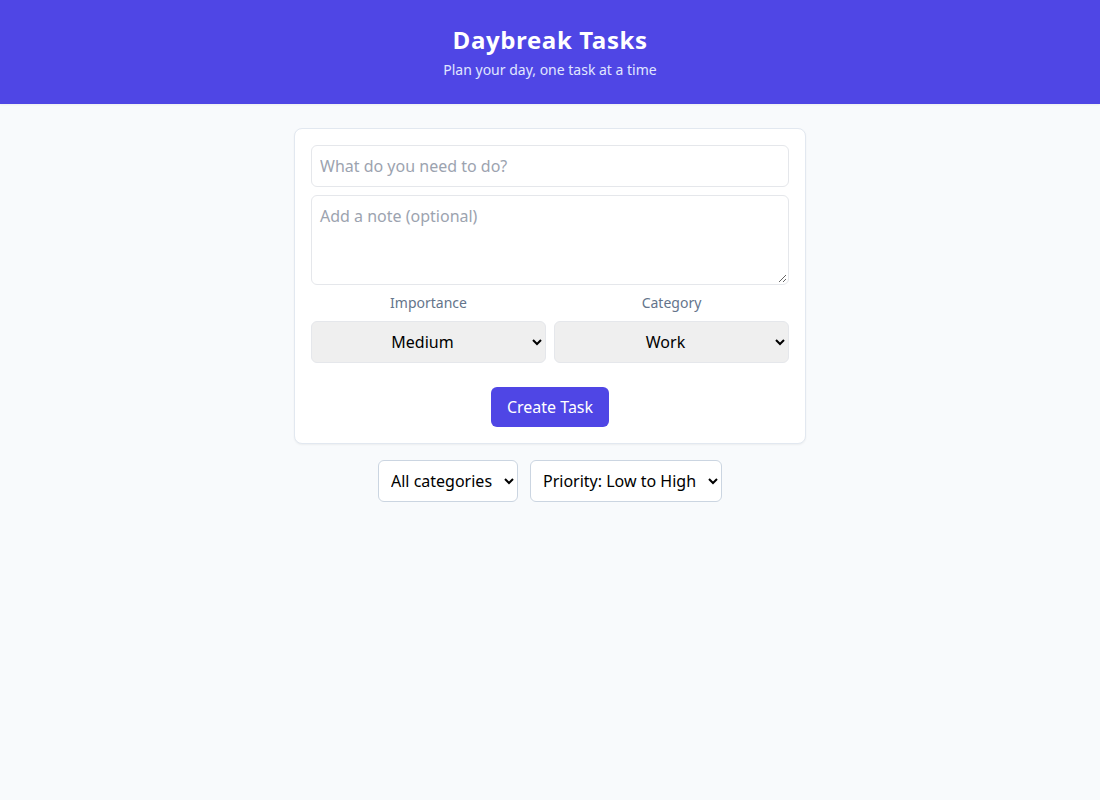 Daybreak Tasks
Plan your day, one task at a time
What do you need to do?
Add a note (optional)
Importance Category
Medium Work
Create Task
All categories Priority: Low to High